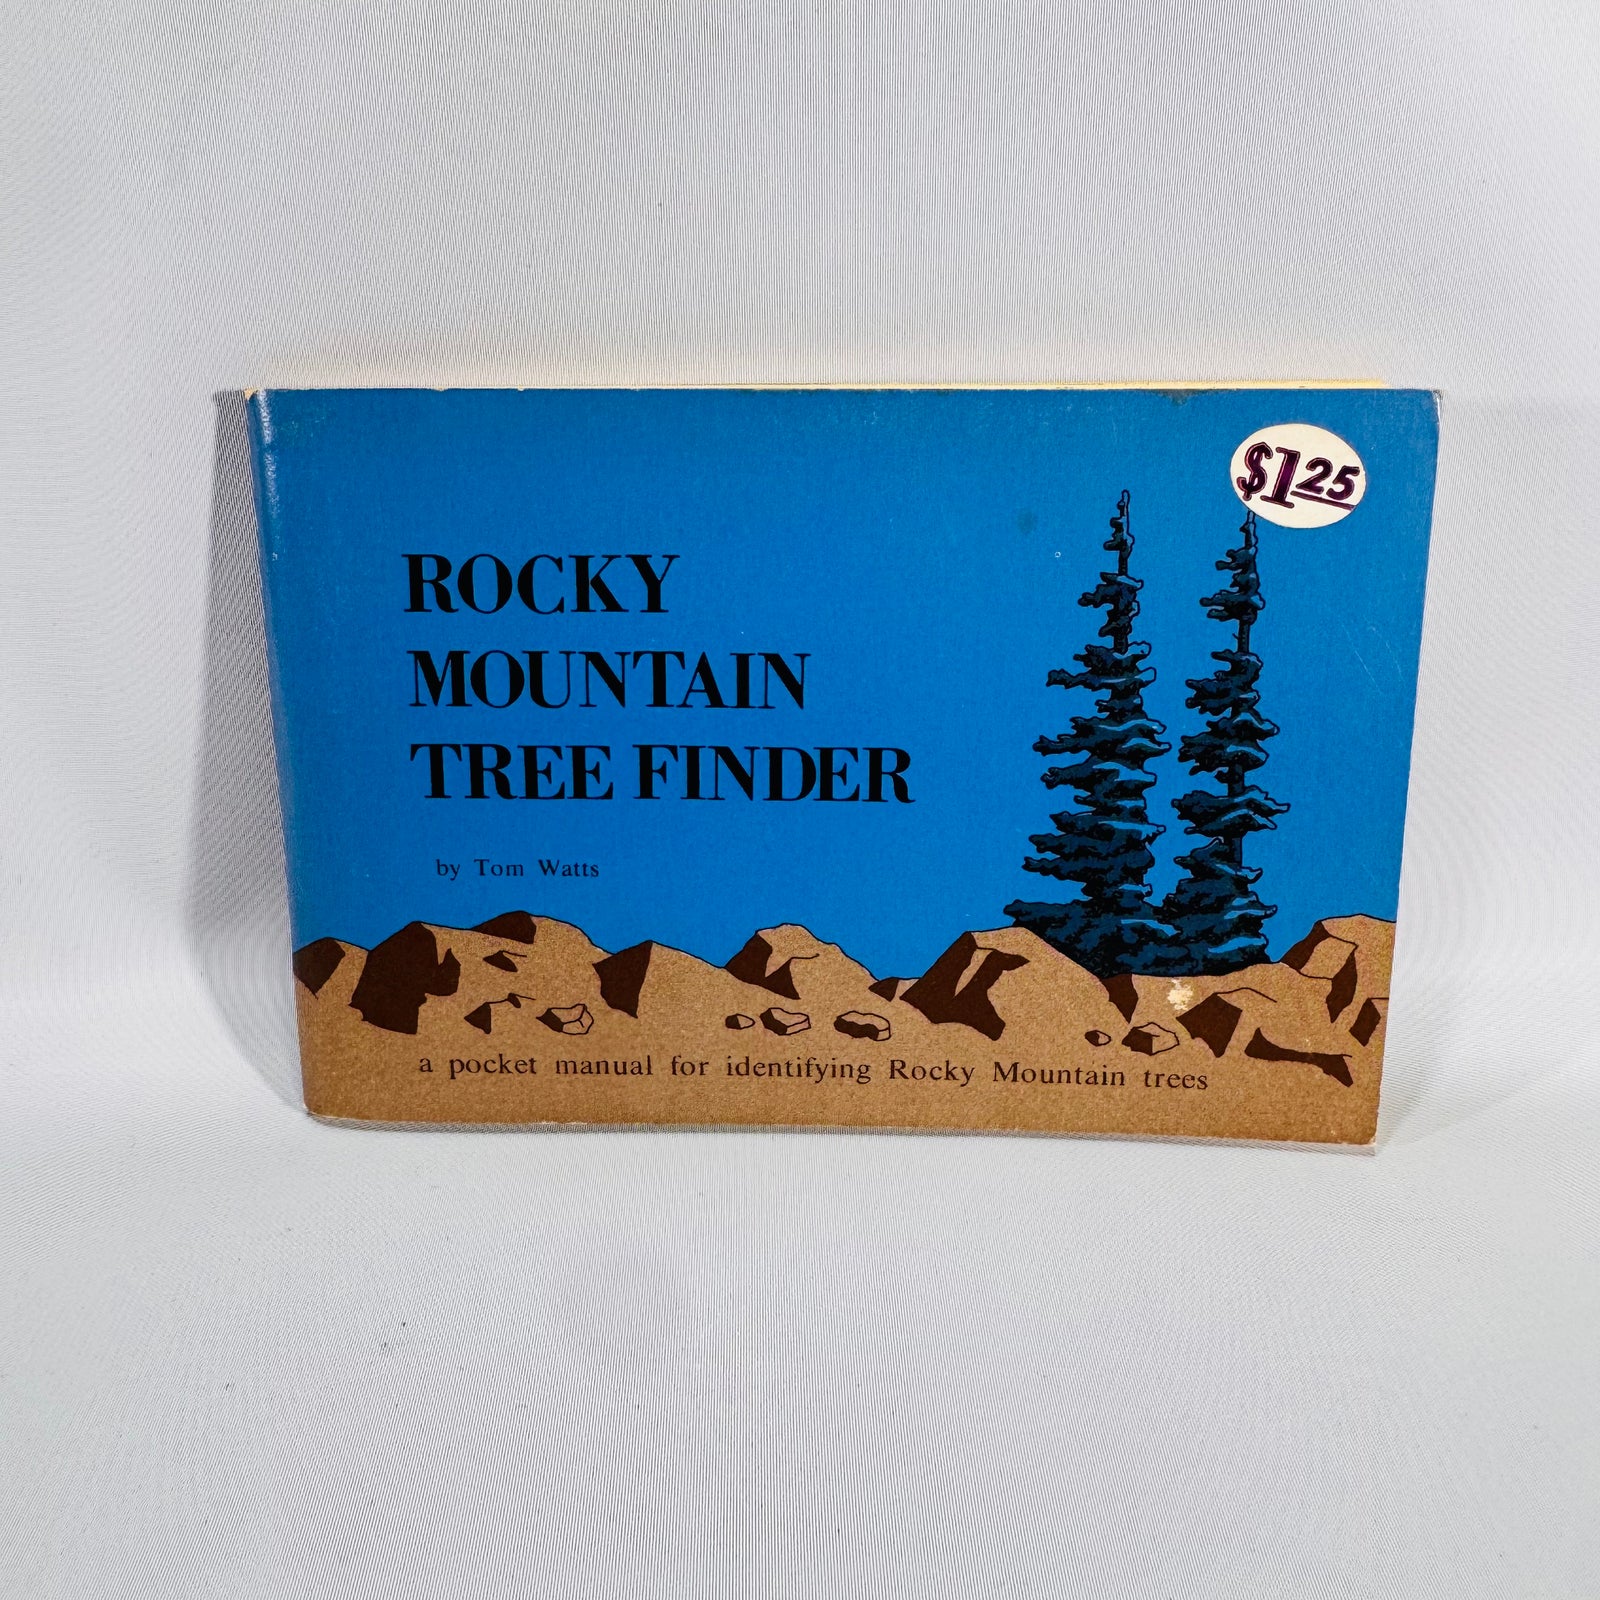 $1.25
ROCKY
MOUNTAIN
TREE FINDER
by Tom Watts
a pocket manual for identifying Rocky Mountain trees